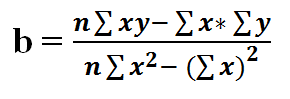 b = (n∑xy− ∑x∗ ∑y) / (n∑x²− (∑x)²)